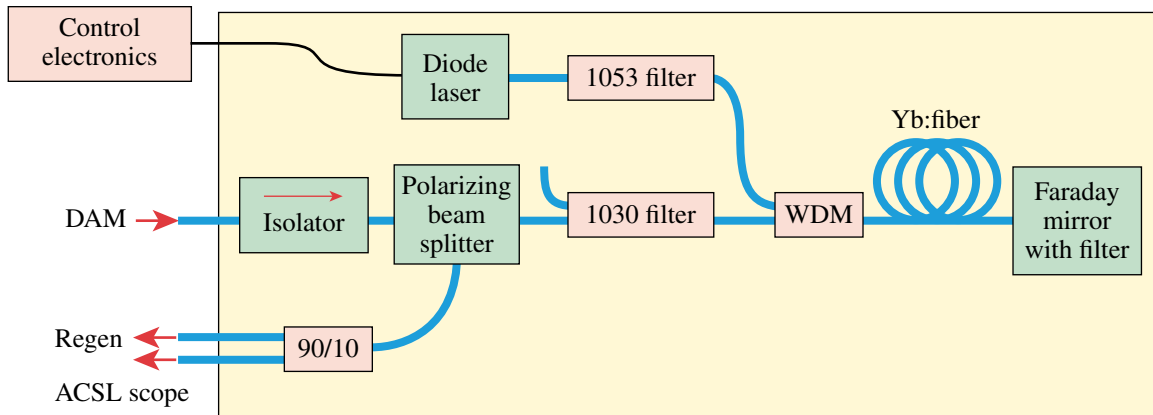 Control
electronics
Diode
laser
1053 filter
Yb:fiber
DAM
Isolator
Polarizing
beam
splitter
1030 filter
WDM
Faraday
mirror
with filter
Regen
90/10
ACSL scope